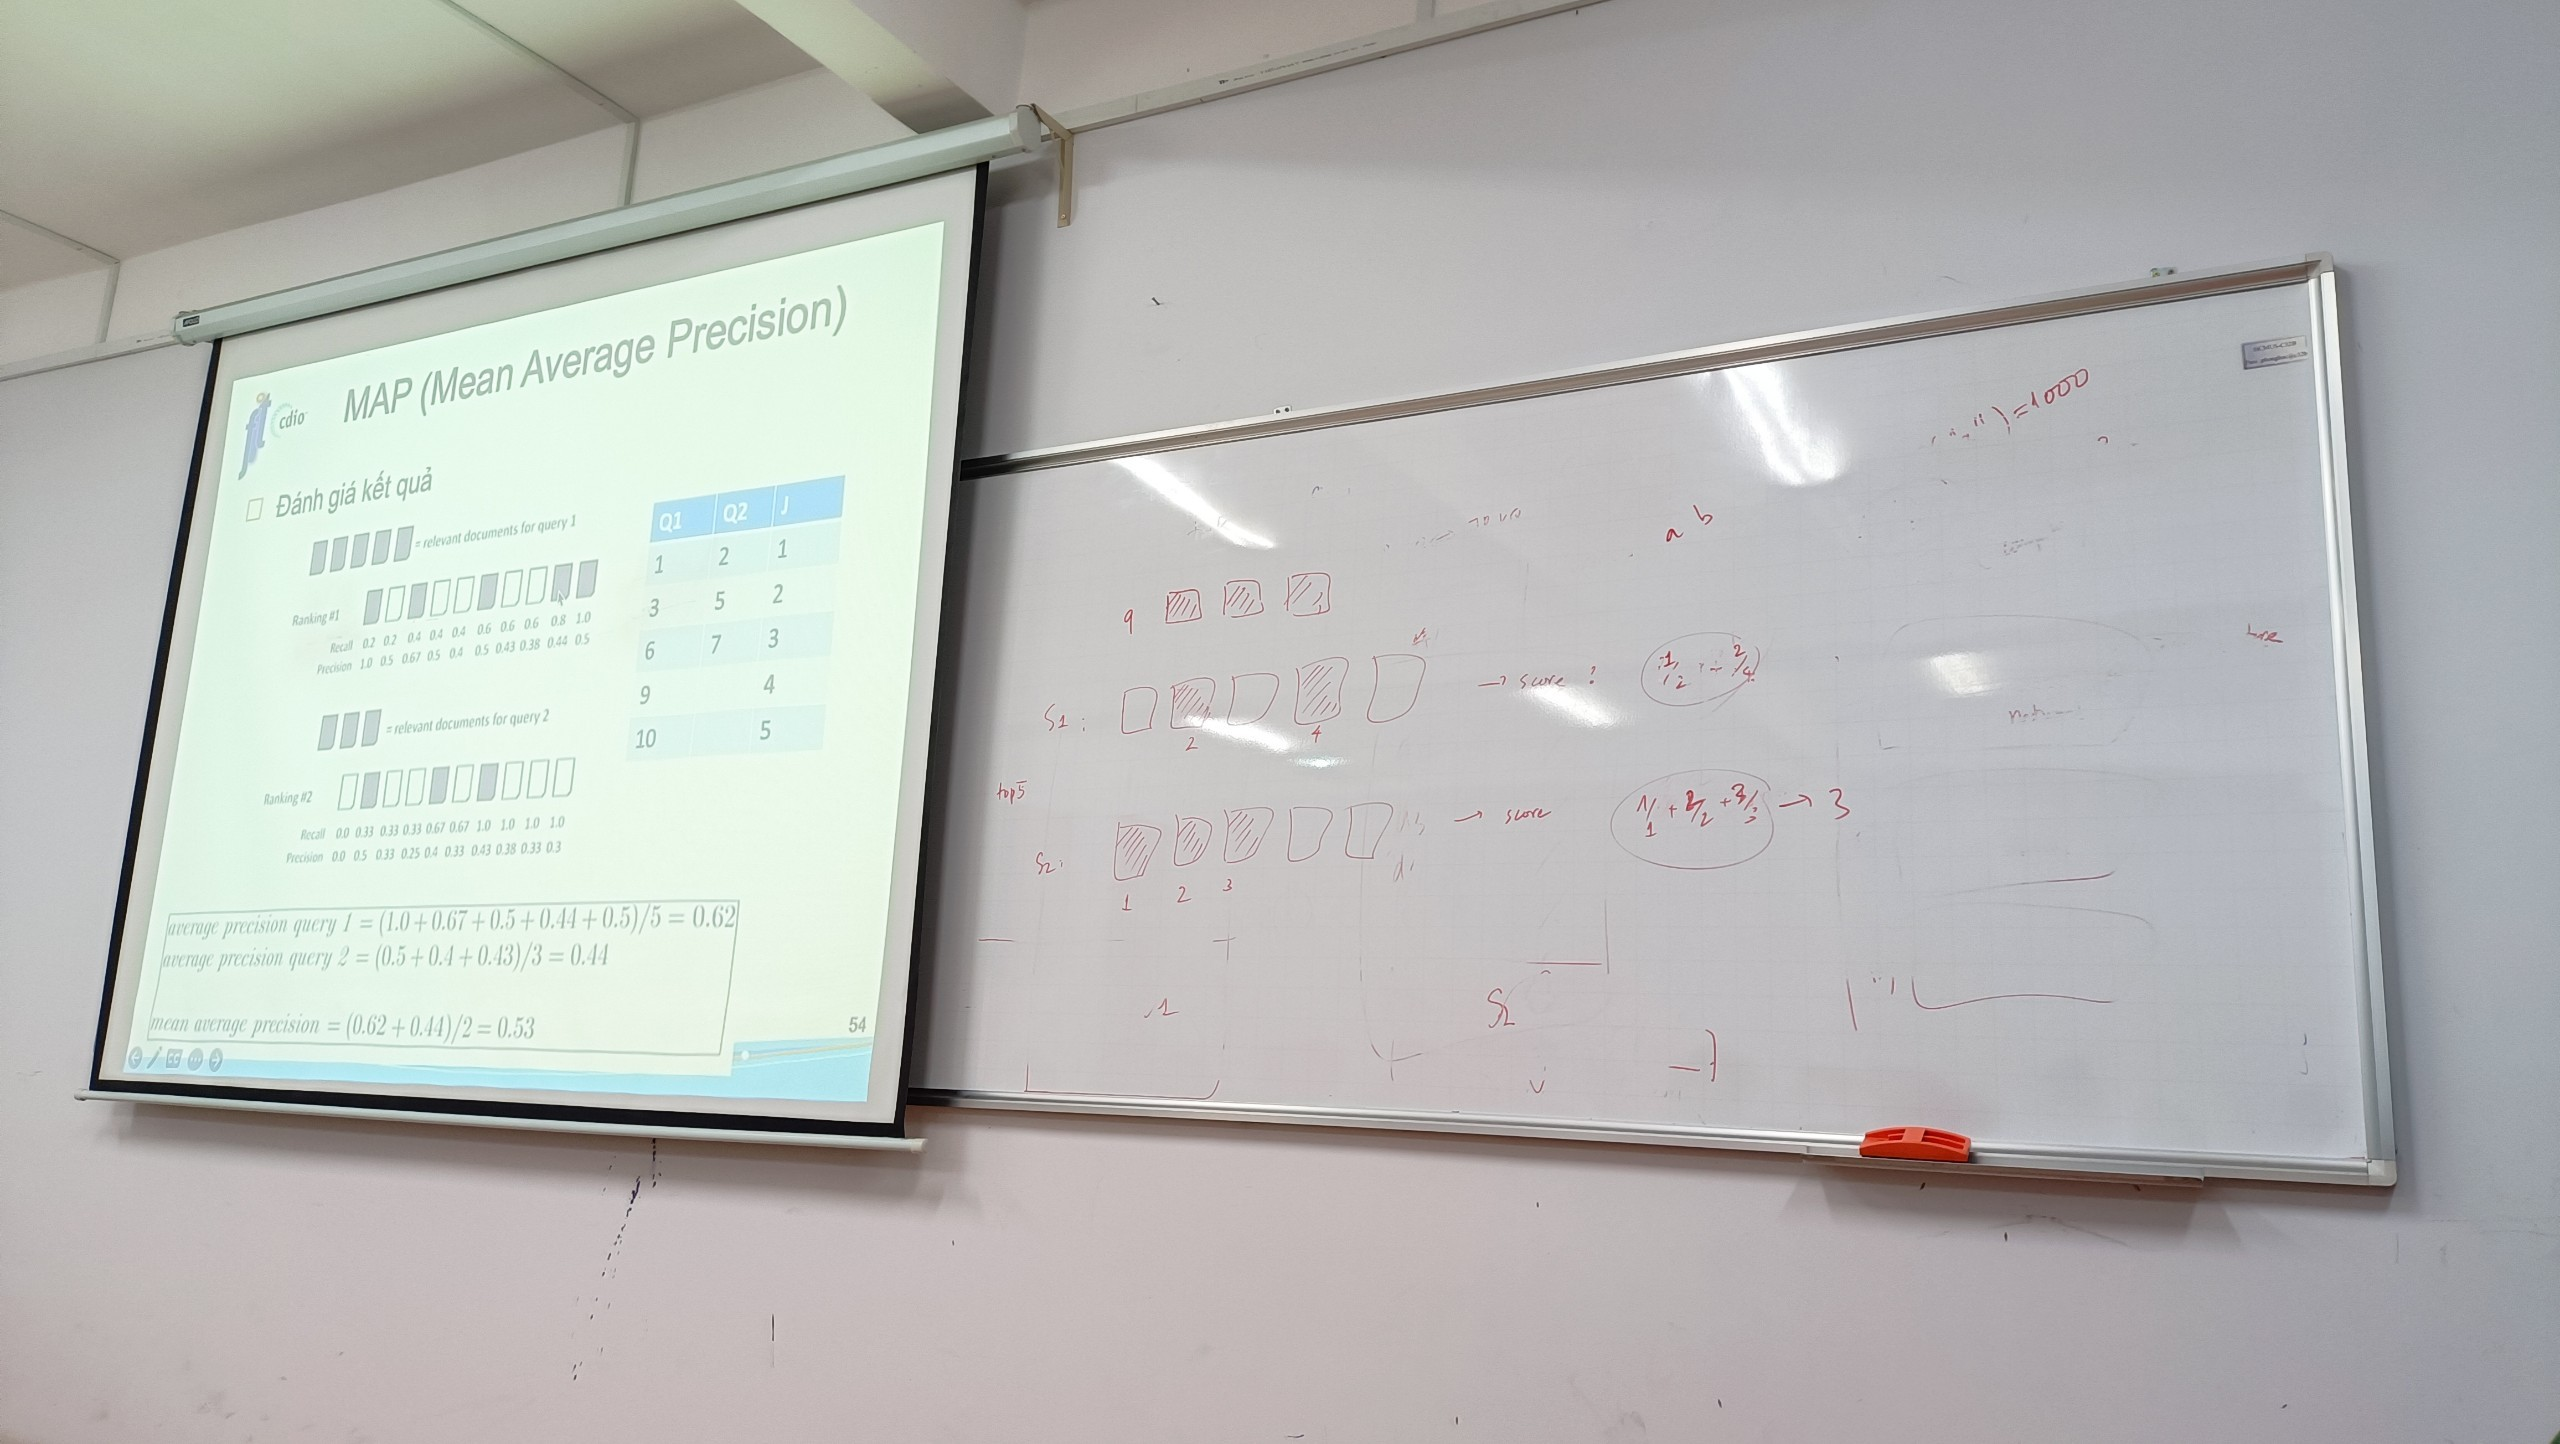 MAP (Mean Average Precision)
cdio
Đánh giá kết quả
= relevant documents for query 1
Ranking #1
Recall 0.2 0.2 0.4 0.4 0.4 0.6 0.6 0.6 0.8 1.0
Precision 1.0 0.5 0.67 0.5 0.4 0.5 0.43 0.38 0.44 0.5
= relevant documents for query 2
Ranking #2
Recall 0.0 0.33 0.33 0.33 0.67 0.67 1.0 1.0 1.0 1.0
Precision 0.0 0.5 0.33 0.25 0.4 0.33 0.43 0.38 0.33 0.3
Q1 Q2 J
1 2 1
3 5 2
6 7 3
9 4
10 5
average precision query 1 = (1.0 + 0.67 + 0.5 + 0.44 + 0.5)/5 = 0.62
average precision query 2 = (0.5 + 0.4 + 0.43)/3 = 0.44
mean average precision = (0.62 + 0.44)/2 = 0.53
54
=1000
a b
q
S1: → score ?
1/2 2/4
2 4
top5
S2: → score 1/1 + 2/2 + 3/3 → 3
1 2 3
S2